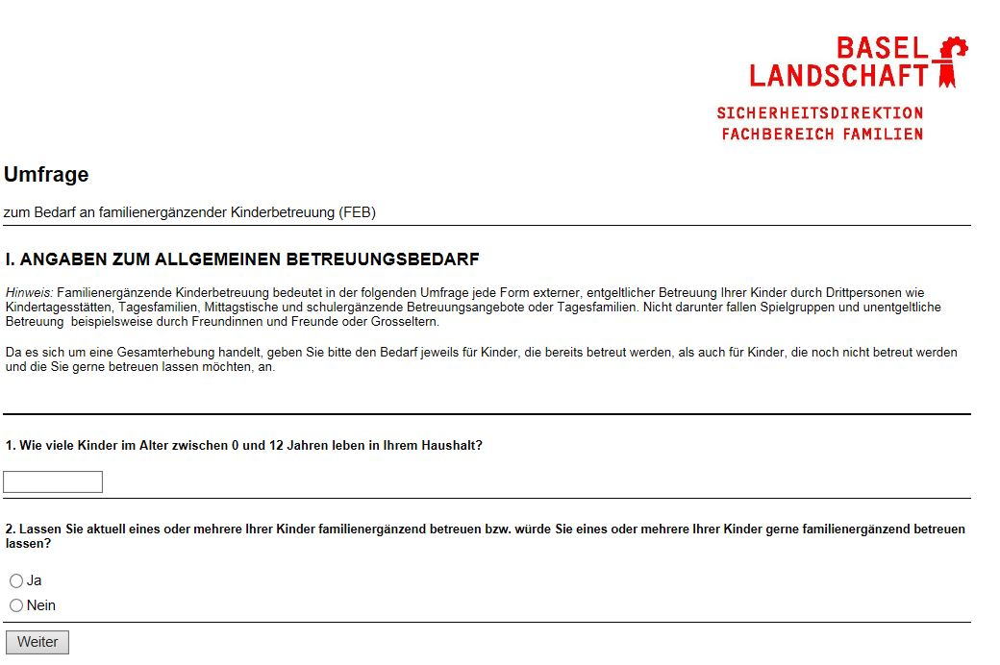 BASEL
LANDSCHAFT
SICHERHEITSDIREKTION
FACHBEREICH FAMILIEN
Umfrage
zum Bedarf an familienergänzender Kinderbetreuung (FEB)
I. ANGABEN ZUM ALLGEMEINEN BETREUUNGSBEDARF
Hinweis: Familienergänzende Kinderbetreuung bedeutet in der folgenden Umfrage jede Form externer, entgeltlicher Betreuung Ihrer Kinder durch Drittpersonen wie
Kindertagesstätten, Tagesfamilien, Mittagstische und schulergänzende Betreuungsangebote oder Tagesfamilien. Nicht darunter fallen Spielgruppen und unentgeltliche
Betreuung  beispielsweise durch Freundinnen und Freunde oder Grosseltern.
Da es sich um eine Gesamterhebung handelt, geben Sie bitte den Bedarf jeweils für Kinder, die bereits betreut werden, als auch für Kinder, die noch nicht betreut werden
und die Sie gerne betreuen lassen möchten, an.
1. Wie viele Kinder im Alter zwischen 0 und 12 Jahren leben in Ihrem Haushalt?
2. Lassen Sie aktuell eines oder mehrere Ihrer Kinder familienergänzend betreuen bzw. würde Sie eines oder mehrere Ihrer Kinder gerne familienergänzend betreuen
lassen?
Ja
Nein
Weiter